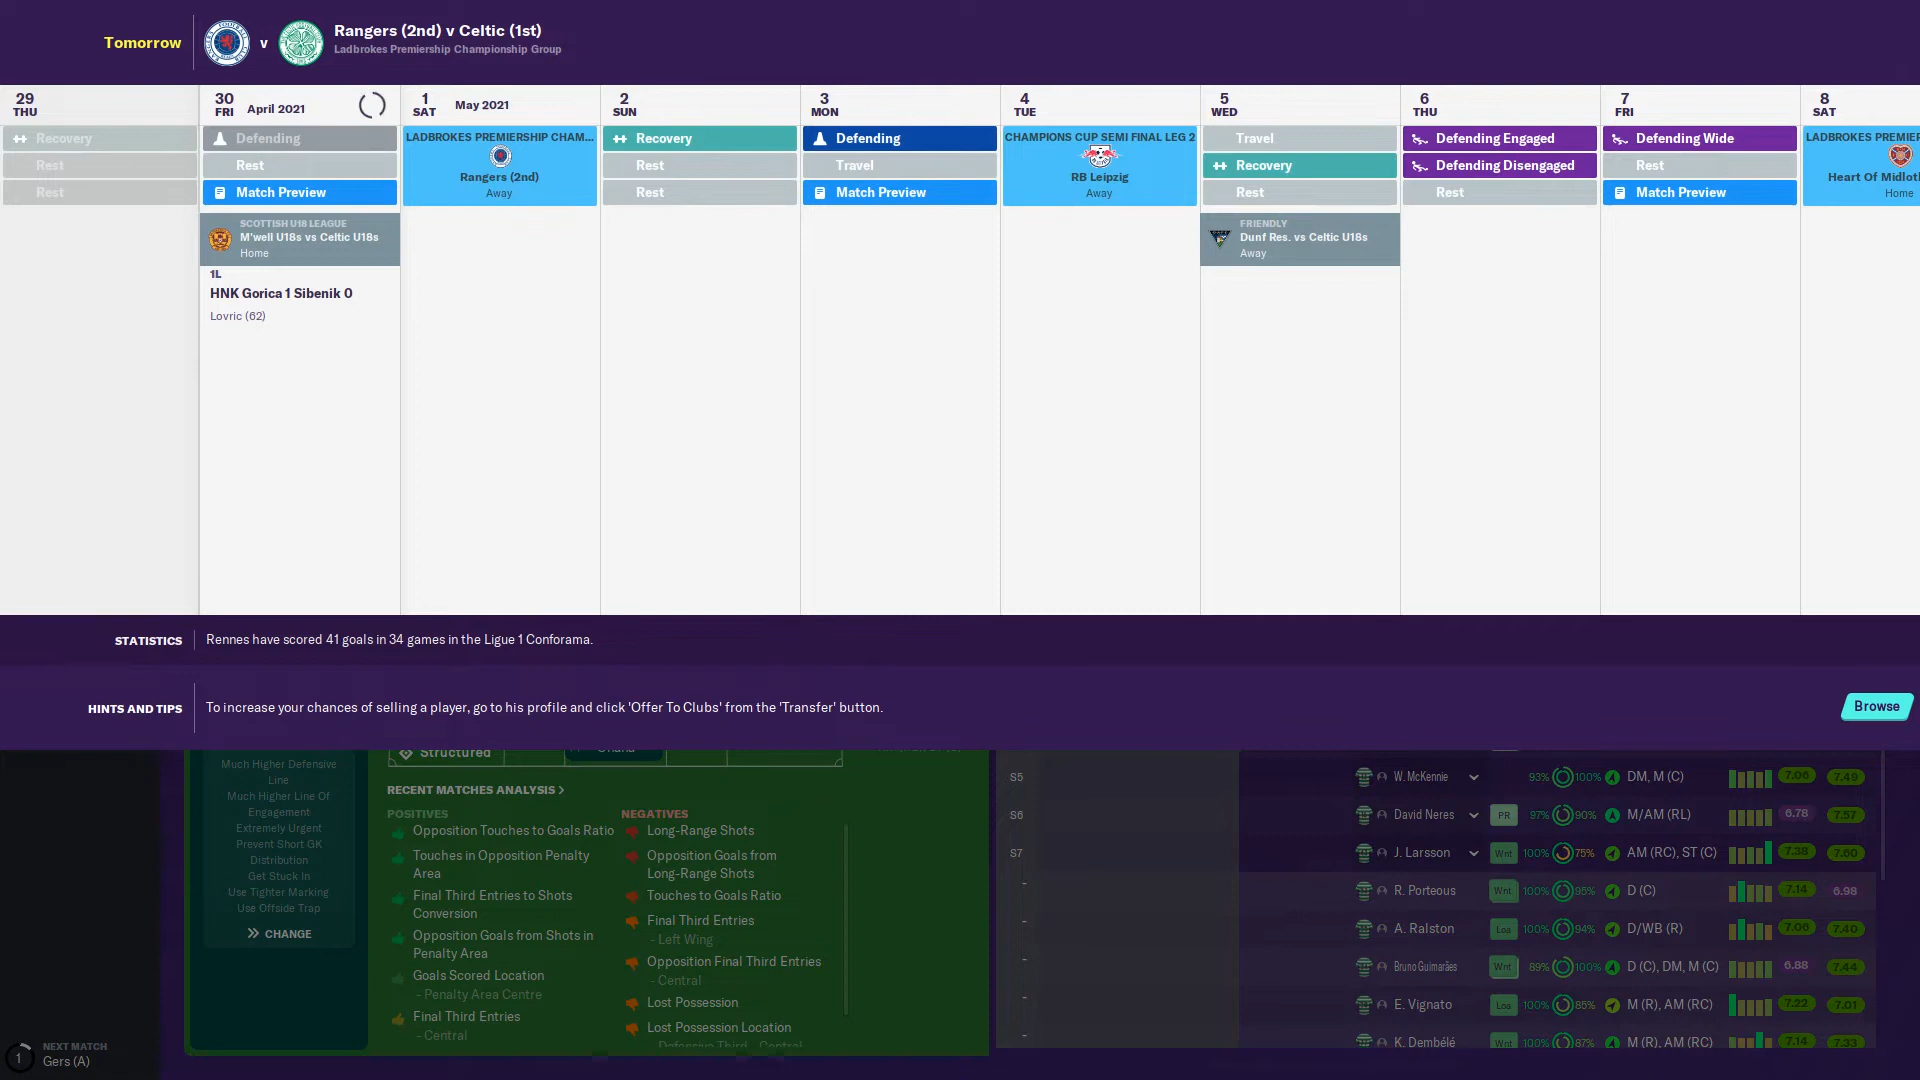 Tomorrow
v
Rangers (2nd) v Celtic (1st)
Ladbrokes Premiership Championship Group
29
THU
Recovery
Rest
Rest
30
FRI
April 2021
Defending
Rest
Match Preview
SCOTTISH U18 LEAGUE
M'well U18s vs Celtic U18s
Home
1L
HNK Gorica 1 Sibenik 0
Lovric (62)
1
SAT
May 2021
LADBROKES PREMIERSHIP CHAM...
Rangers (2nd)
Away
2
SUN
Recovery
Rest
Rest
3
MON
Defending
Travel
Match Preview
4
TUE
CHAMPIONS CUP SEMI FINAL LEG 2
RB Leipzig
Away
5
WED
Travel
Recovery
Rest
FRIENDLY
Dunf Res. vs Celtic U18s
Away
6
THU
Defending Engaged
Defending Disengaged
Rest
7
FRI
Defending Wide
Rest
Match Preview
8
SAT
LADBROKES PREMIER
Heart Of Midlot
Home
STATISTICS
Rennes have scored 41 goals in 34 games in the Ligue 1 Conforama.
HINTS AND TIPS
To increase your chances of selling a player, go to his profile and click 'Offer To Clubs' from the 'Transfer' button.
Browse
Much Higher Defensive
Line
Much Higher Line Of
Engagement
Extremely Urgent
Prevent Short GK
Distribution
Get Stuck In
Use Tighter Marking
Use Offside Trap
CHANGE
Structured
RECENT MATCHES ANALYSIS >
POSITIVES
Opposition Touches to Goals Ratio
Touches in Opposition Penalty
Area
Final Third Entries to Shots
Conversion
Opposition Goals from Shots in
Penalty Area
Goals Scored Location
- Penalty Area Centre
Final Third Entries
- Central
NEGATIVES
Long-Range Shots
Opposition Goals from
Long-Range Shots
Touches to Goals Ratio
Final Third Entries
- Left Wing
Opposition Final Third Entries
- Central
Lost Possession
Lost Possession Location
- Defensive Third - Central
S5 W. McKennie 93% 100% DM, M (C) 7.06 7.49
S6 David Neres PR 97% 90% M/AM (RL) 6.78 7.57
S7 J. Larsson Wnt 100% 75% AM (RC), ST (C) 7.38 7.60
- R. Porteous Wnt 100% 95% D (C) 7.14 6.98
- A. Ralston Loa 100% 94% D/WB (R) 7.06 7.40
- Bruno Guimarães Wnt 89% 100% D (C), DM, M (C) 6.88 7.44
- E. Vignato Loa 100% 85% M (R), AM (RC) 7.22 7.01
- K. Dembélé Wnt 100% 87% M (R), AM (RC) 7.14 7.33
1
NEXT MATCH
Gers (A)